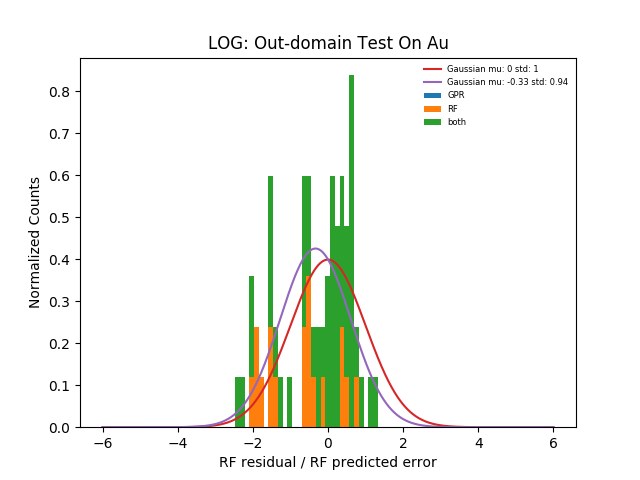 LOG: Out-domain Test On Au
Gaussian mu: 0 std: 1
Gaussian mu: -0.33 std: 0.94
GPR
RF
both
Normalized Counts
0.8
0.7
0.6
0.5
0.4
0.3
0.2
0.1
0.0
−6 −4 −2 0 2 4 6
RF residual / RF predicted error